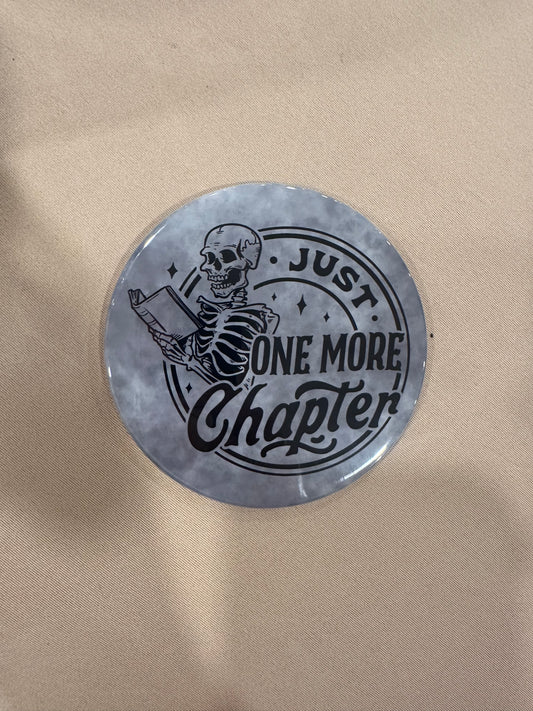 · JUST ·
ONE MORE
Chapter